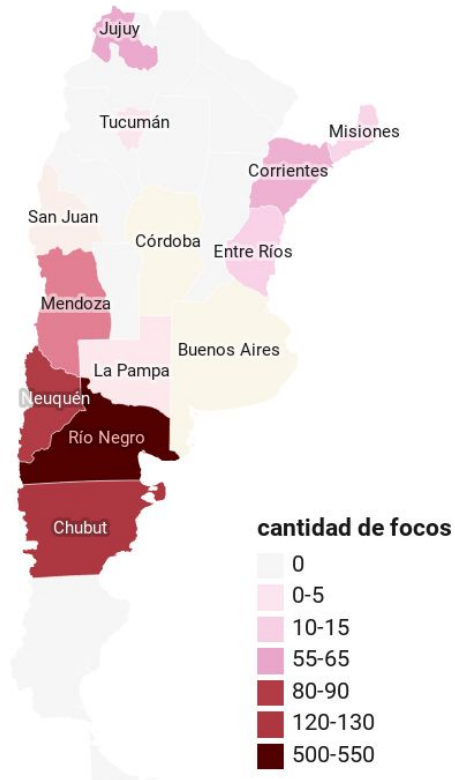 Jujuy
Tucumán
Misiones
Corrientes
San Juan
Córdoba
Entre Ríos
Mendoza
Buenos Aires
La Pampa
Neuquén
Río Negro
Chubut
cantidad de focos
0
0-5
10-15
55-65
80-90
120-130
500-550